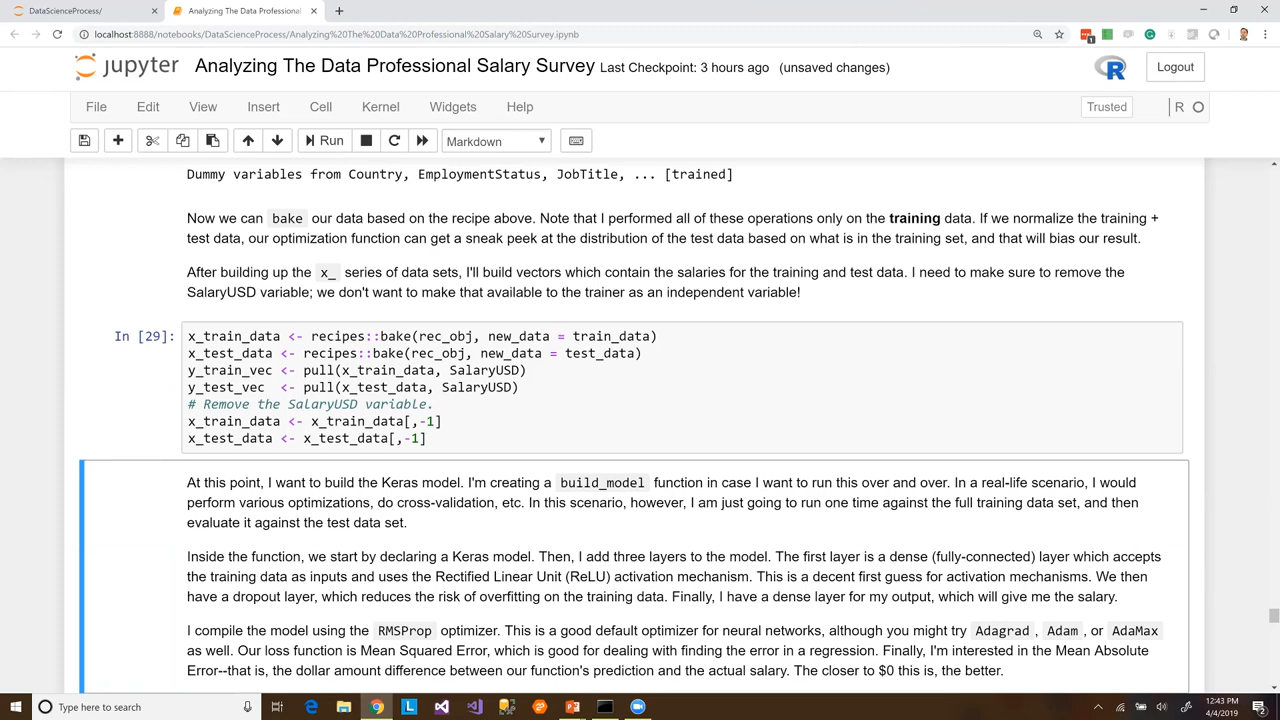 DataScienceProcess/
Analyzing The Data Professional
localhost:8888/notebooks/DataScienceProcess/Analyzing%20The%20Data%20Professional%20Salary%20Survey.ipynb
jupyter Analyzing The Data Professional Salary Survey Last Checkpoint: 3 hours ago (unsaved changes)
R Logout
File Edit View Insert Cell Kernel Widgets Help Trusted R
Run Markdown
Dummy variables from Country, EmploymentStatus, JobTitle, ... [trained]
Now we can bake our data based on the recipe above. Note that I performed all of these operations only on the training data. If we normalize the training +
test data, our optimization function can get a sneak peek at the distribution of the test data based on what is in the training set, and that will bias our result.
After building up the x_ series of data sets, I'll build vectors which contain the salaries for the training and test data. I need to make sure to remove the
SalaryUSD variable; we don't want to make that available to the trainer as an independent variable!
In [29]: x_train_data <- recipes::bake(rec_obj, new_data = train_data)
x_test_data <- recipes::bake(rec_obj, new_data = test_data)
y_train_vec <- pull(x_train_data, SalaryUSD)
y_test_vec  <- pull(x_test_data, SalaryUSD)
# Remove the SalaryUSD variable.
x_train_data <- x_train_data[,-1]
x_test_data <- x_test_data[,-1]
At this point, I want to build the Keras model. I'm creating a build_model function in case I want to run this over and over. In a real-life scenario, I would
perform various optimizations, do cross-validation, etc. In this scenario, however, I am just going to run one time against the full training data set, and then
evaluate it against the test data set.
Inside the function, we start by declaring a Keras model. Then, I add three layers to the model. The first layer is a dense (fully-connected) layer which accepts
the training data as inputs and uses the Rectified Linear Unit (ReLU) activation mechanism. This is a decent first guess for activation mechanisms. We then
have a dropout layer, which reduces the risk of overfitting on the training data. Finally, I have a dense layer for my output, which will give me the salary.
I compile the model using the RMSProp optimizer. This is a good default optimizer for neural networks, although you might try Adagrad , Adam , or AdaMax
as well. Our loss function is Mean Squared Error, which is good for dealing with finding the error in a regression. Finally, I'm interested in the Mean Absolute
Error--that is, the dollar amount difference between our function's prediction and the actual salary. The closer to $0 this is, the better.
Type here to search
12:43 PM
4/4/2019